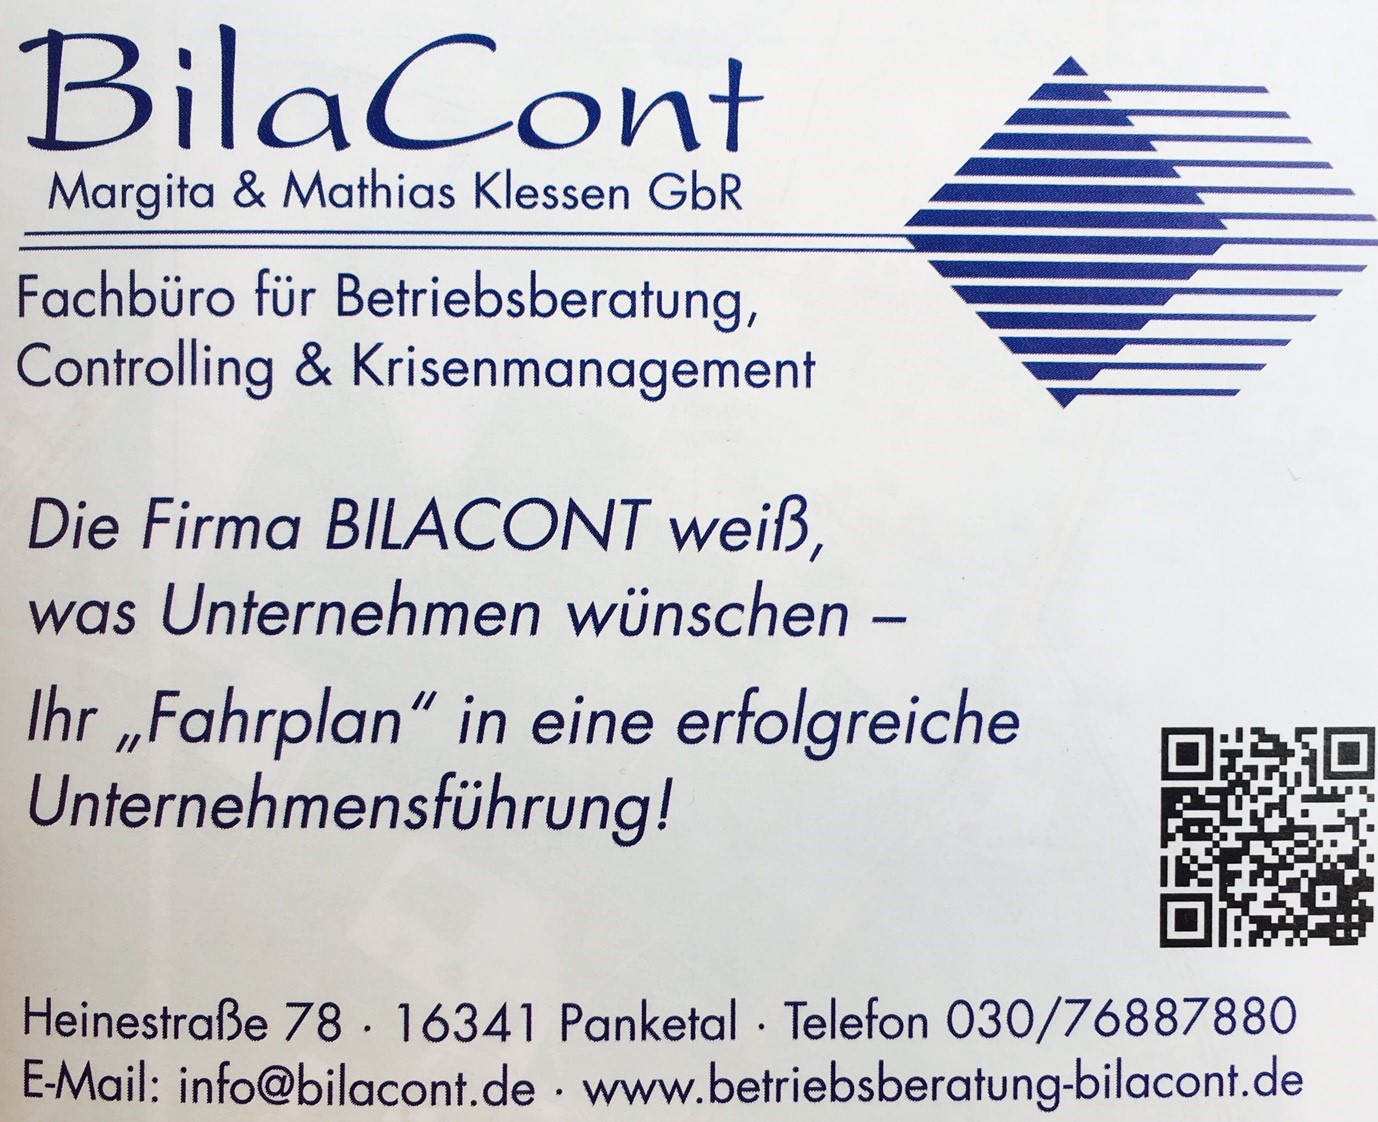 BilaCont
Margita & Mathias Klessen GbR
Fachbüro für Betriebsberatung,
Controlling & Krisenmanagement
Die Firma BILACONT weiß,
was Unternehmen wünschen –
Ihr „Fahrplan“ in eine erfolgreiche
Unternehmensführung!
Heinestraße 78 · 16341 Panketal · Telefon 030/76887880
E-Mail: info@bilacont.de · www.betriebsberatung-bilacont.de